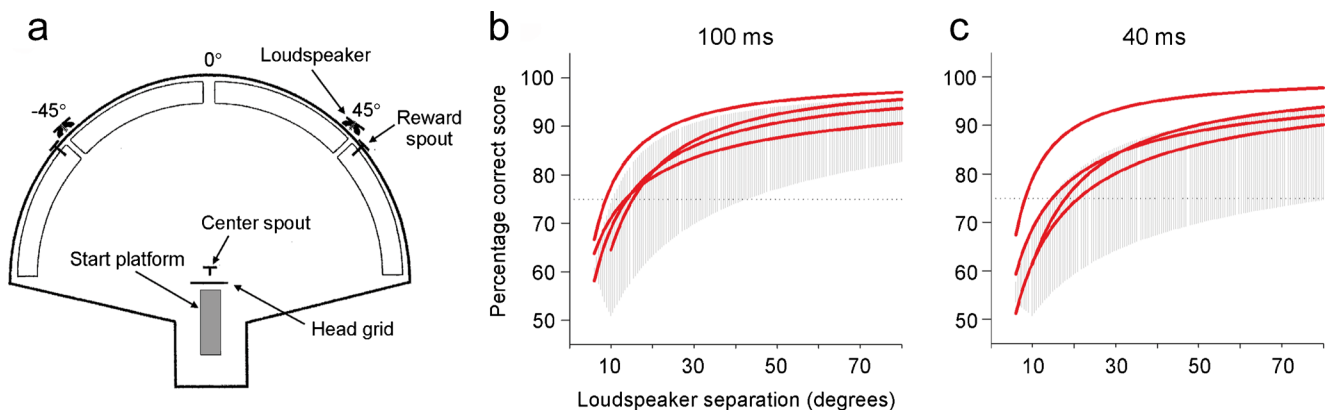 a
0°
Loudspeaker
-45°
45°
Reward
spout
Center spout
Start platform
Head grid
b
100 ms
Percentage correct score
100
90
80
70
60
50
10
30
50
70
Loudspeaker separation (degrees)
c
40 ms
100
90
80
70
60
50
10
30
50
70